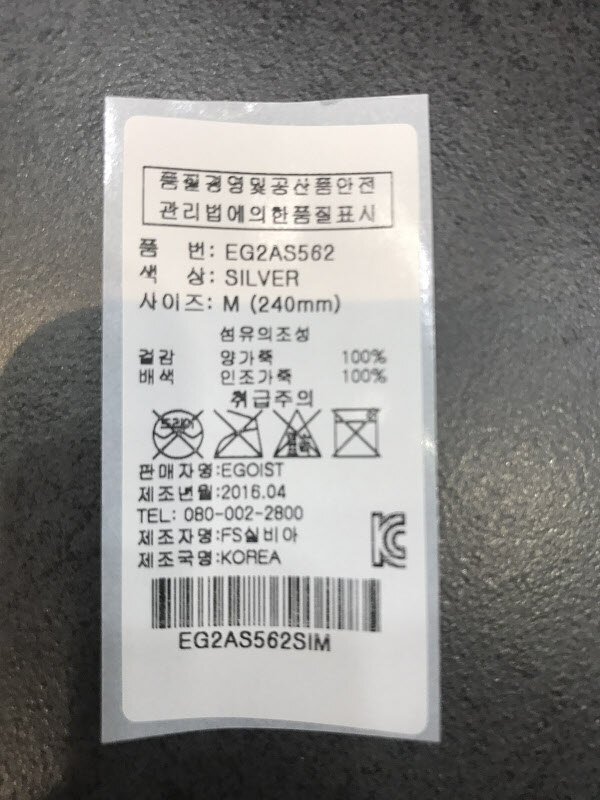 품질경영및공산품안전
관리법에의한품질표시
품 번: EG2AS562
색 상: SILVER
사이즈: M (240mm)
섬유의조성
겉감 양가죽 100%
배색 인조가죽 100%
취급주의
드라이
판매자명:EGOIST
제조년월:2016.04
TEL: 080-002-2800
제조자명:FS실비아
제조국명:KOREA
KC
EG2AS562SIM